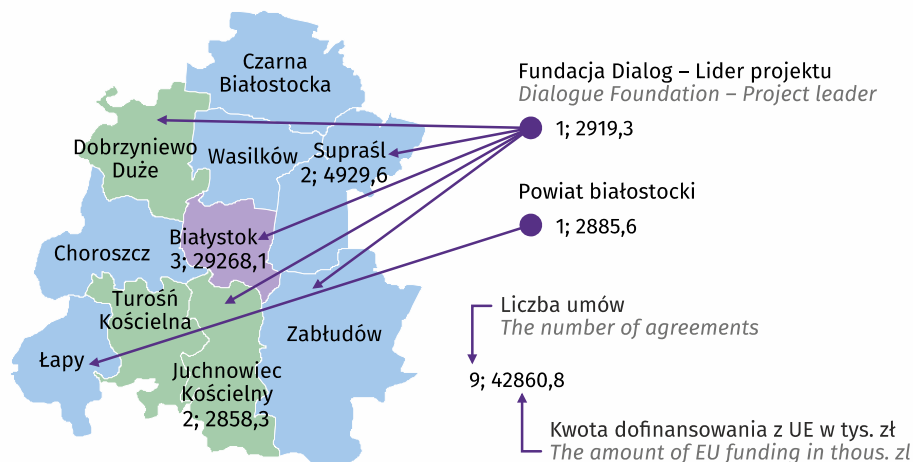 Czarna
Białostocka
Fundacja Dialog – Lider projektu
Dialogue Foundation – Project leader
1; 2919,3
Dobrzyniewo
Duże
Wasilków
Supraśl
2; 4929,6
Powiat białostocki
1; 2885,6
Białystok
3; 29268,1
Choroszcz
Turośń
Kościelna
Zabłudów
Łapy
Juchnowiec
Kościelny
2; 2858,3
Liczba umów
The number of agreements
9; 42860,8
Kwota dofinansowania z UE w tys. zł
The amount of EU funding in thous. zl